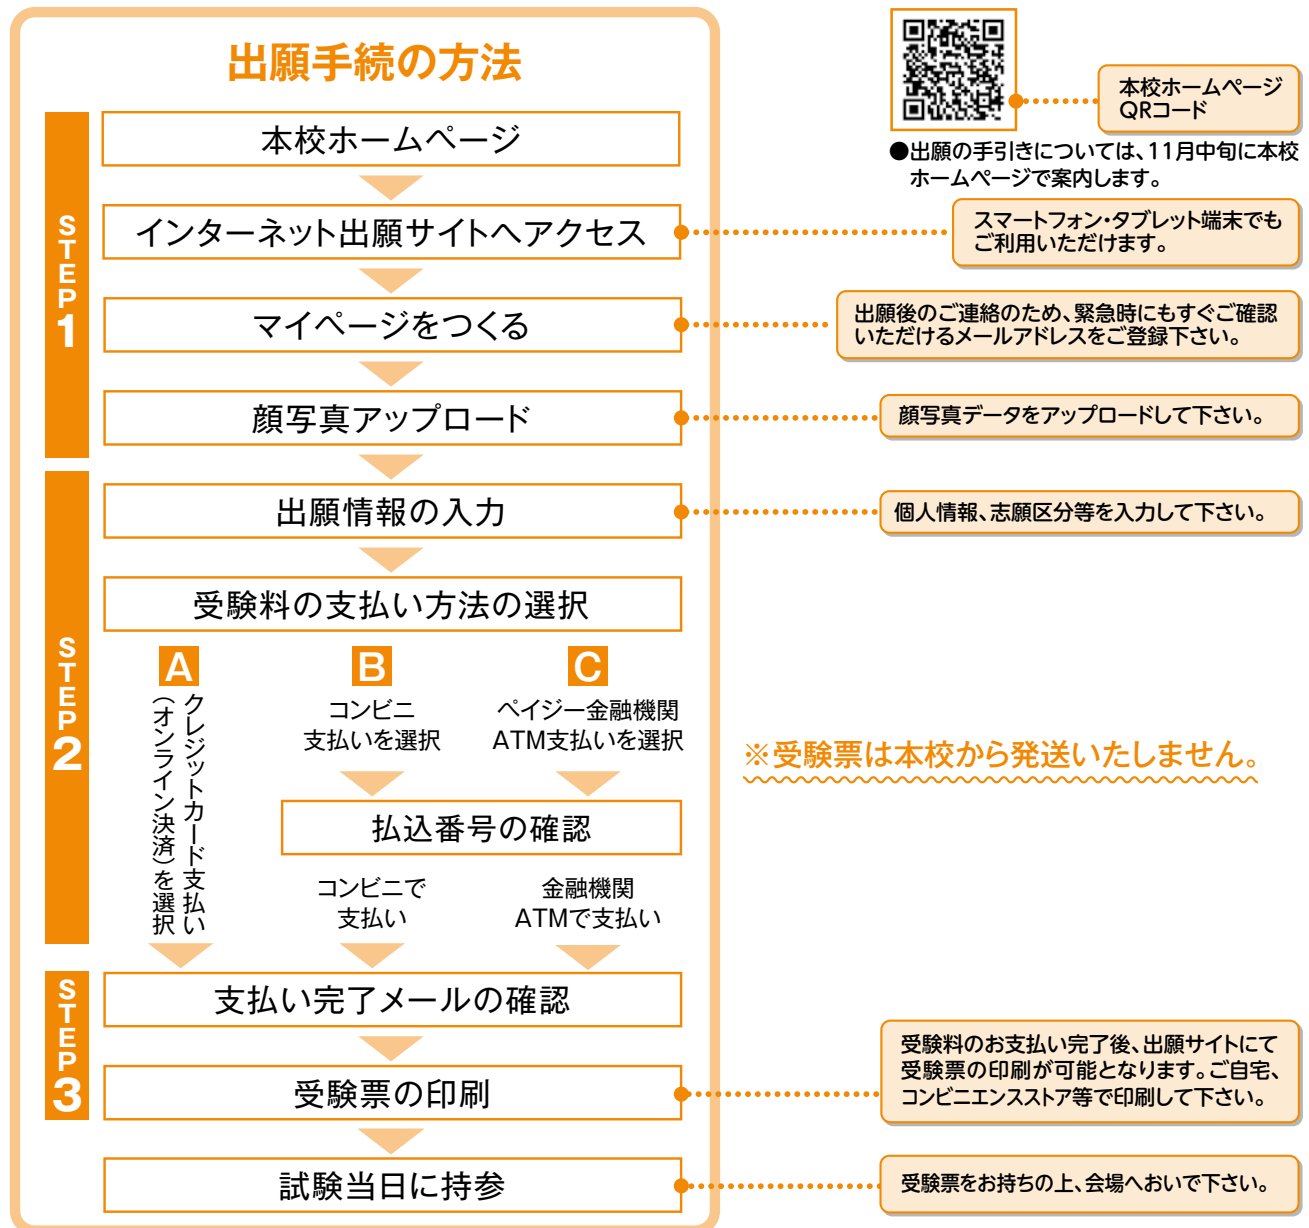 出願手続の方法
本校ホームページ
QRコード
●出願の手引きについては、11月中旬に本校
ホームページで案内します。
STEP1
本校ホームページ
インターネット出願サイトへアクセス
スマートフォン・タブレット端末でも
ご利用いただけます。
マイページをつくる
出願後のご連絡のため、緊急時にもすぐご確認
いただけるメールアドレスをご登録下さい。
顔写真アップロード
顔写真データをアップロードして下さい。
STEP2
出願情報の入力
個人情報、志願区分等を入力して下さい。
受験料の支払い方法の選択
A
クレジットカード支払い
（オンライン決済）を選択
B
コンビニ
支払いを選択
C
ペイジー金融機関
ATM支払いを選択
払込番号の確認
コンビニで
支払い
金融機関
ATMで支払い
※受験票は本校から発送いたしません。
STEP3
支払い完了メールの確認
受験票の印刷
受験料のお支払い完了後、出願サイトにて
受験票の印刷が可能となります。ご自宅、
コンビニエンスストア等で印刷して下さい。
試験当日に持参
受験票をお持ちの上、会場へおいで下さい。